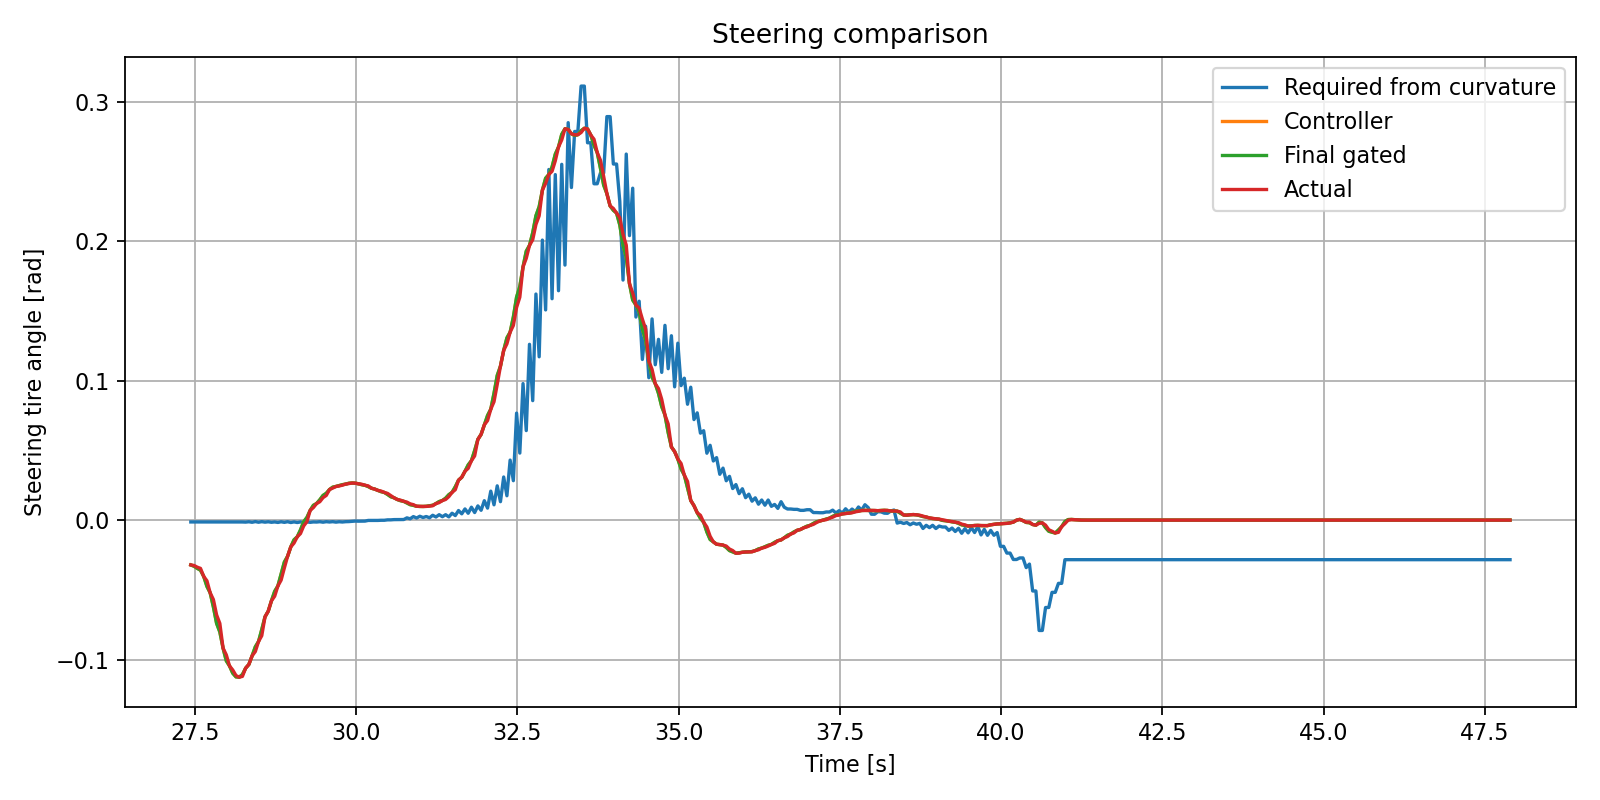 Steering comparison
Required from curvature
Controller
Final gated
Actual
Steering tire angle [rad]
0.3
0.2
0.1
0.0
−0.1
27.5 30.0 32.5 35.0 37.5 40.0 42.5 45.0 47.5
Time [s]